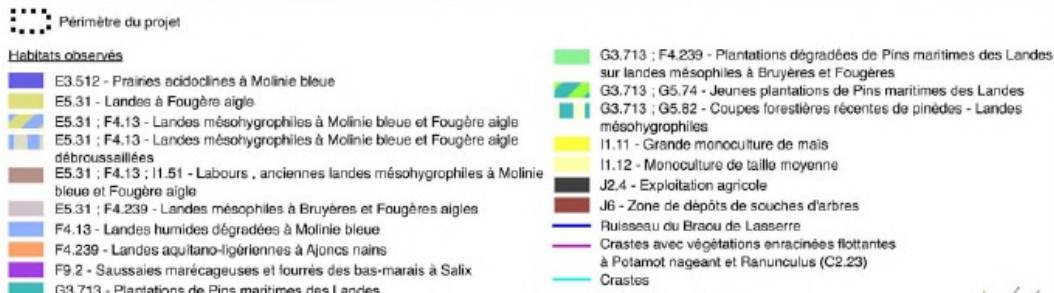 Périmètre du projet
Habitats observés
E3.512 - Prairies acidoclines à Molinie bleue
E5.31 - Landes à Fougère aigle
E5.31 ; F4.13 - Landes mésohygrophiles à Molinie bleue et Fougère aigle
E5.31 ; F4.13 - Landes mésohygrophiles à Molinie bleue et Fougère aigle
débroussaillées
E5.31 ; F4.13 ; I1.51 - Labours , anciennes landes mésohygrophiles à Molinie
bleue et Fougère aigle
E5.31 ; F4.239 - Landes mésophiles à Bruyères et Fougères aigles
F4.13 - Landes humides dégradées à Molinie bleue
F4.239 - Landes aquitano-ligériennes à Ajoncs nains
F9.2 - Saussaies marécageuses et fourrés des bas-marais à Salix
G3.713 - Plantations de Pins maritimes des Landes
G3.713 ; F4.239 - Plantations dégradées de Pins maritimes des Landes
sur landes mésophiles à Bruyères et Fougères
G3.713 ; G5.74 - Jeunes plantations de Pins maritimes des Landes
G3.713 ; G5.82 - Coupes forestières récentes de pinèdes - Landes
mésohygrophiles
I1.11 - Grande monoculture de maïs
I1.12 - Monoculture de taille moyenne
J2.4 - Exploitation agricole
J6 - Zone de dépôts de souches d'arbres
Ruisseau du Braou de Lasserre
Crastes avec végétations enracinées flottantes
à Potamot nageant et Ranunculus (C2.23)
Crastes